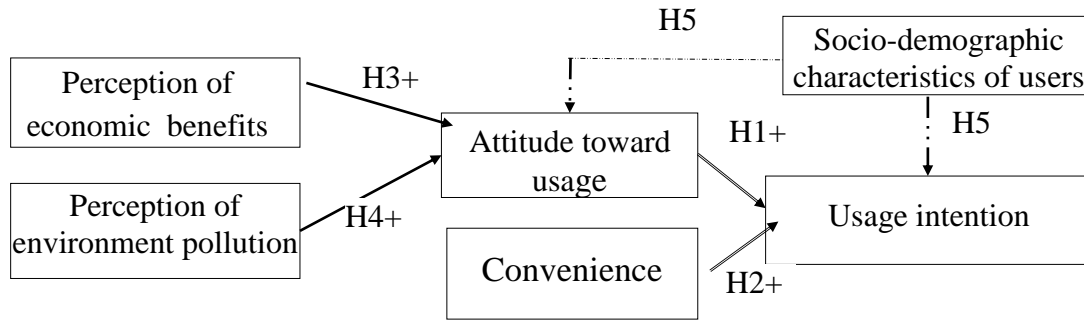 H5
Socio-demographic
characteristics of users
Perception of
economic benefits
H3+
Attitude toward
usage
H1+
H5
Perception of
environment pollution
H4+
Usage intention
Convenience
H2+